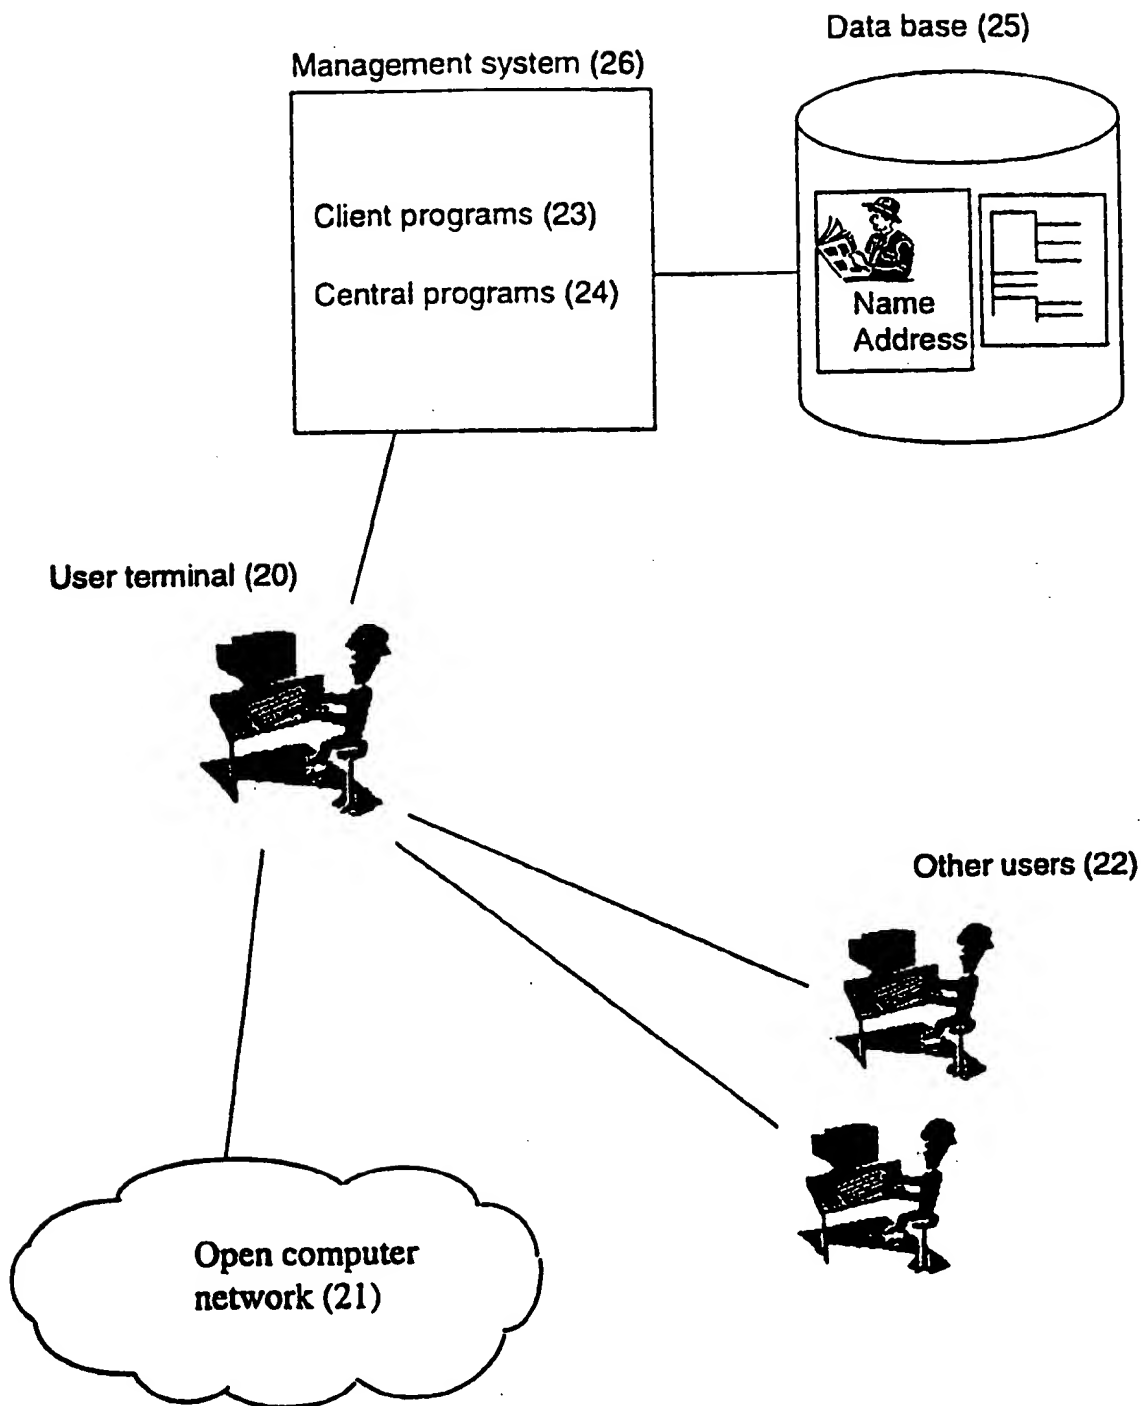 Data base (25)
Management system (26)
Client programs (23)
Central programs (24)
Name
Address
User terminal (20)
Other users (22)
Open computer
network (21)